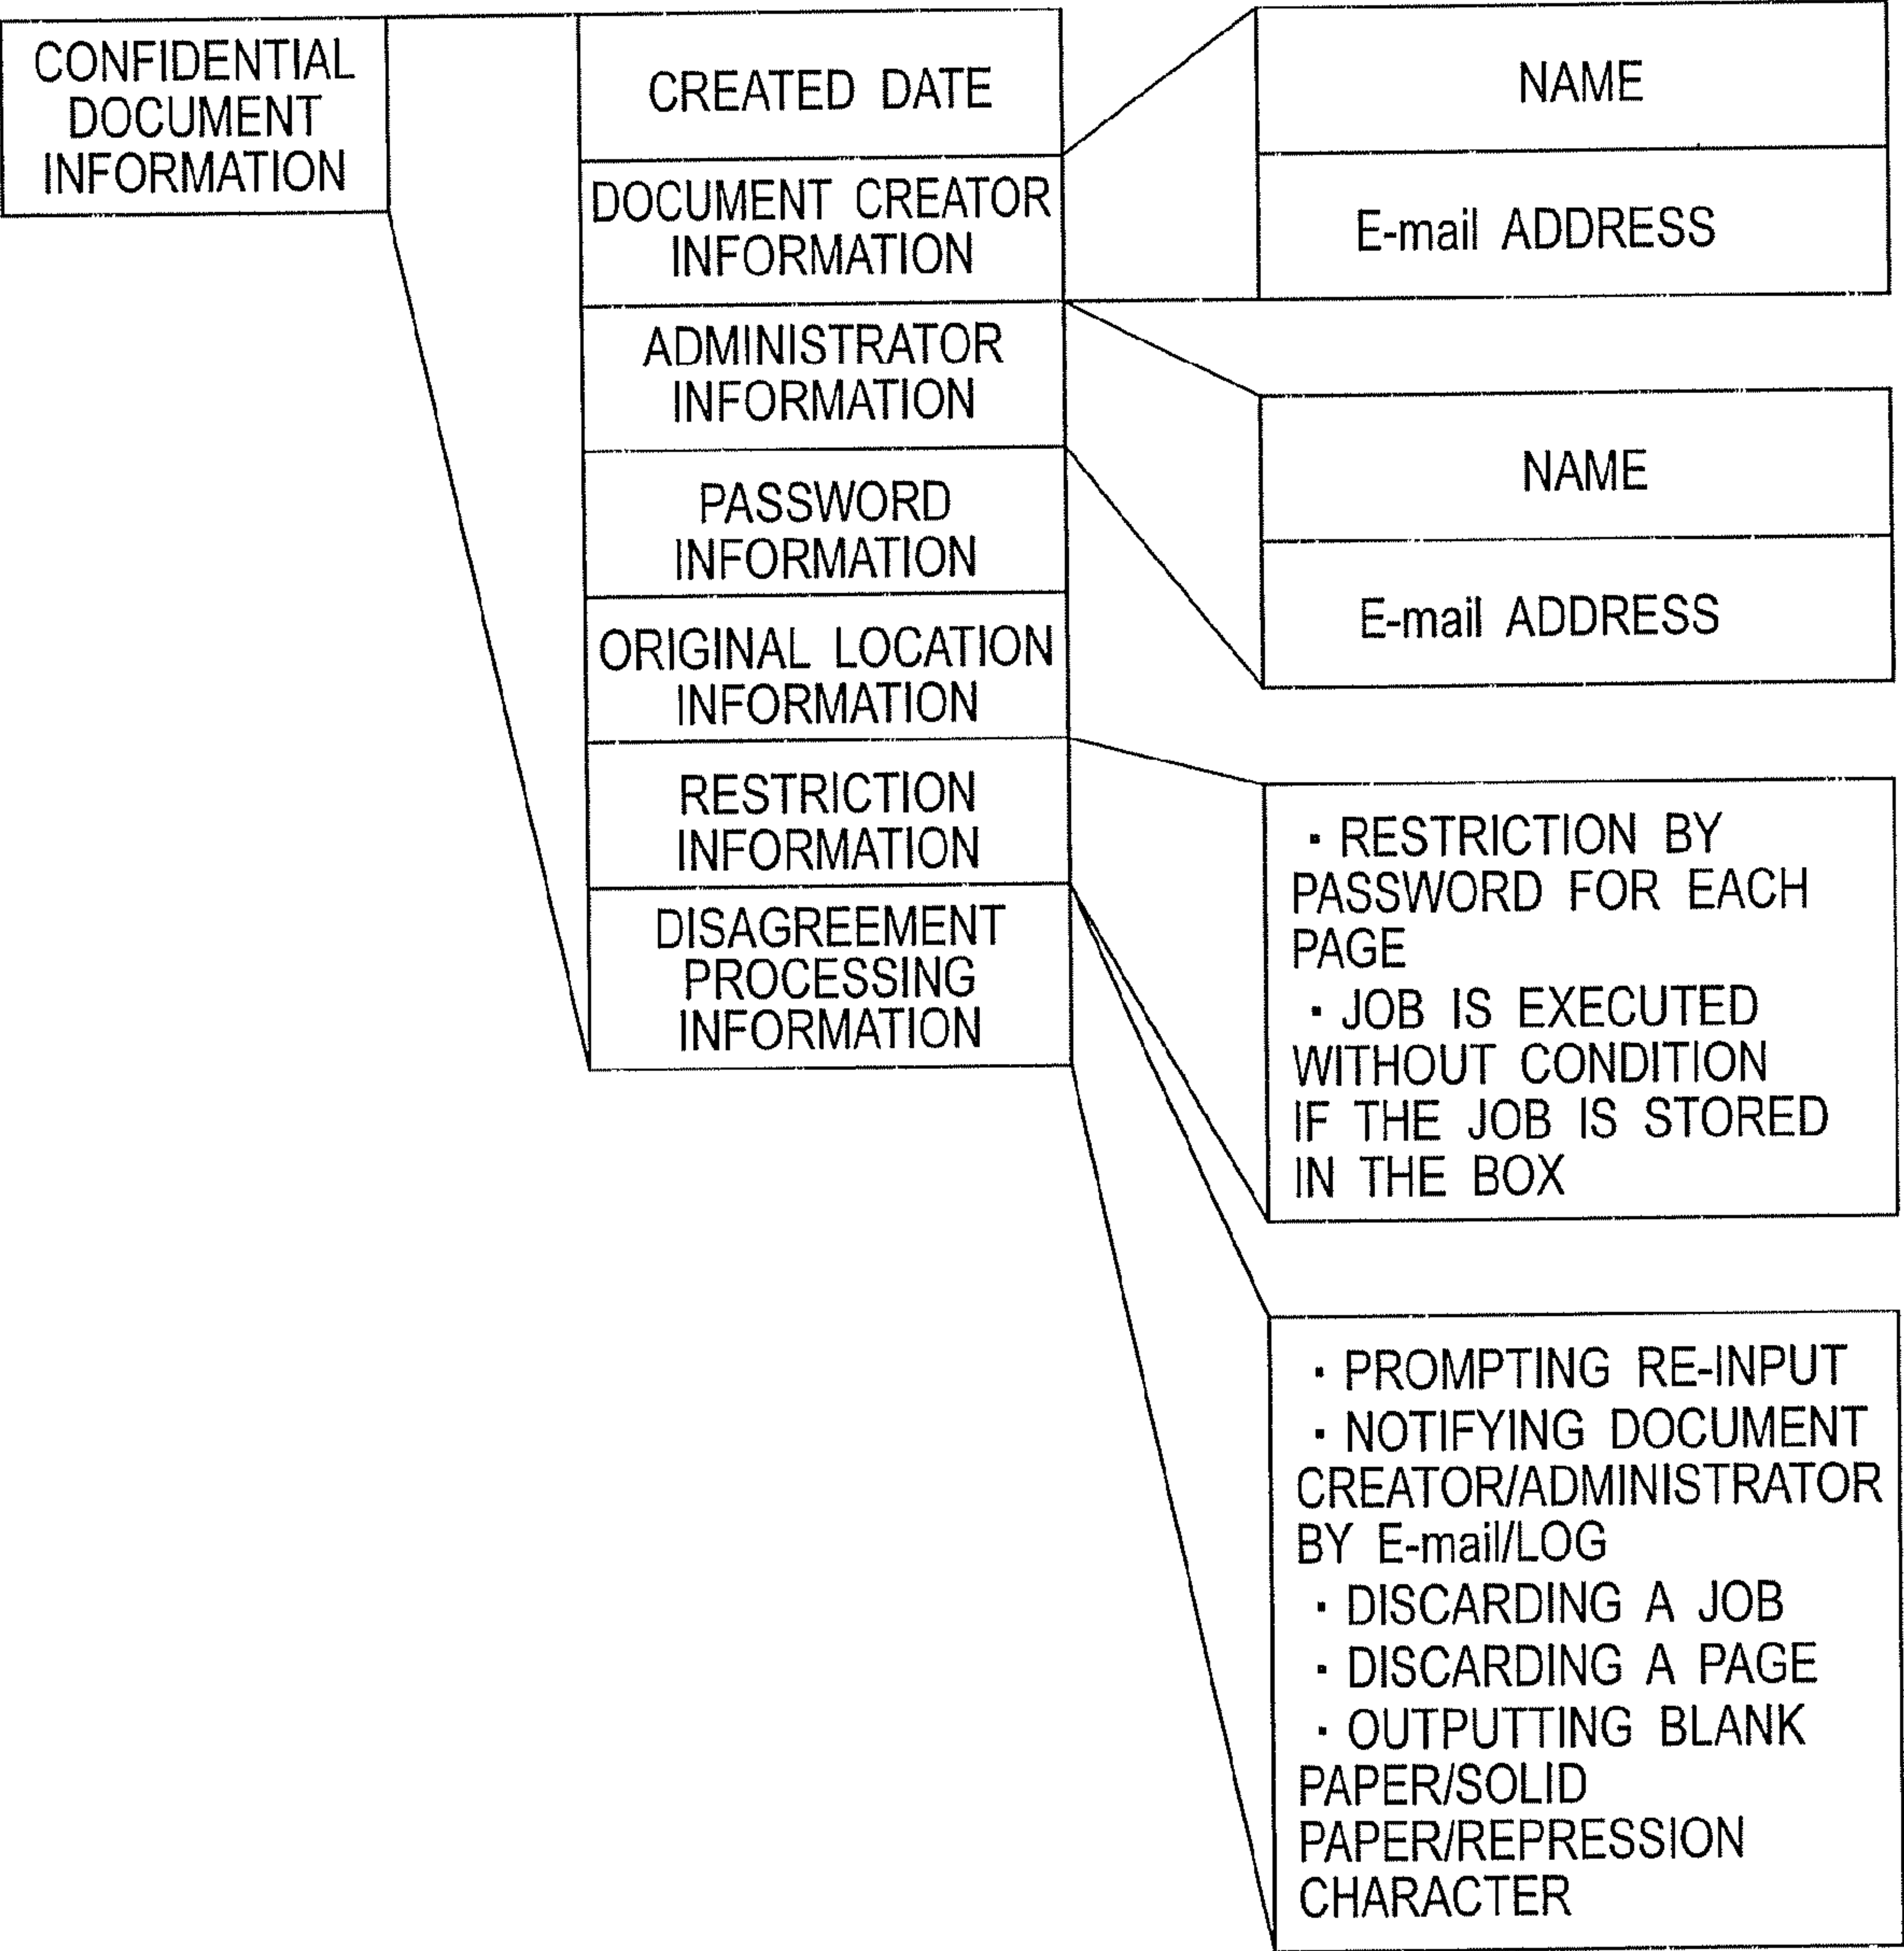 CONFIDENTIAL
DOCUMENT
INFORMATION
CREATED DATE
DOCUMENT CREATOR
INFORMATION
ADMINISTRATOR
INFORMATION
PASSWORD
INFORMATION
ORIGINAL LOCATION
INFORMATION
RESTRICTION
INFORMATION
DISAGREEMENT
PROCESSING
INFORMATION
NAME
E-mail ADDRESS
NAME
E-mail ADDRESS
· RESTRICTION BY
PASSWORD FOR EACH
PAGE
· JOB IS EXECUTED
WITHOUT CONDITION
IF THE JOB IS STORED
IN THE BOX
· PROMPTING RE-INPUT
· NOTIFYING DOCUMENT
CREATOR/ADMINISTRATOR
BY E-mail/LOG
· DISCARDING A JOB
· DISCARDING A PAGE
· OUTPUTTING BLANK
PAPER/SOLID
PAPER/REPRESSION
CHARACTER